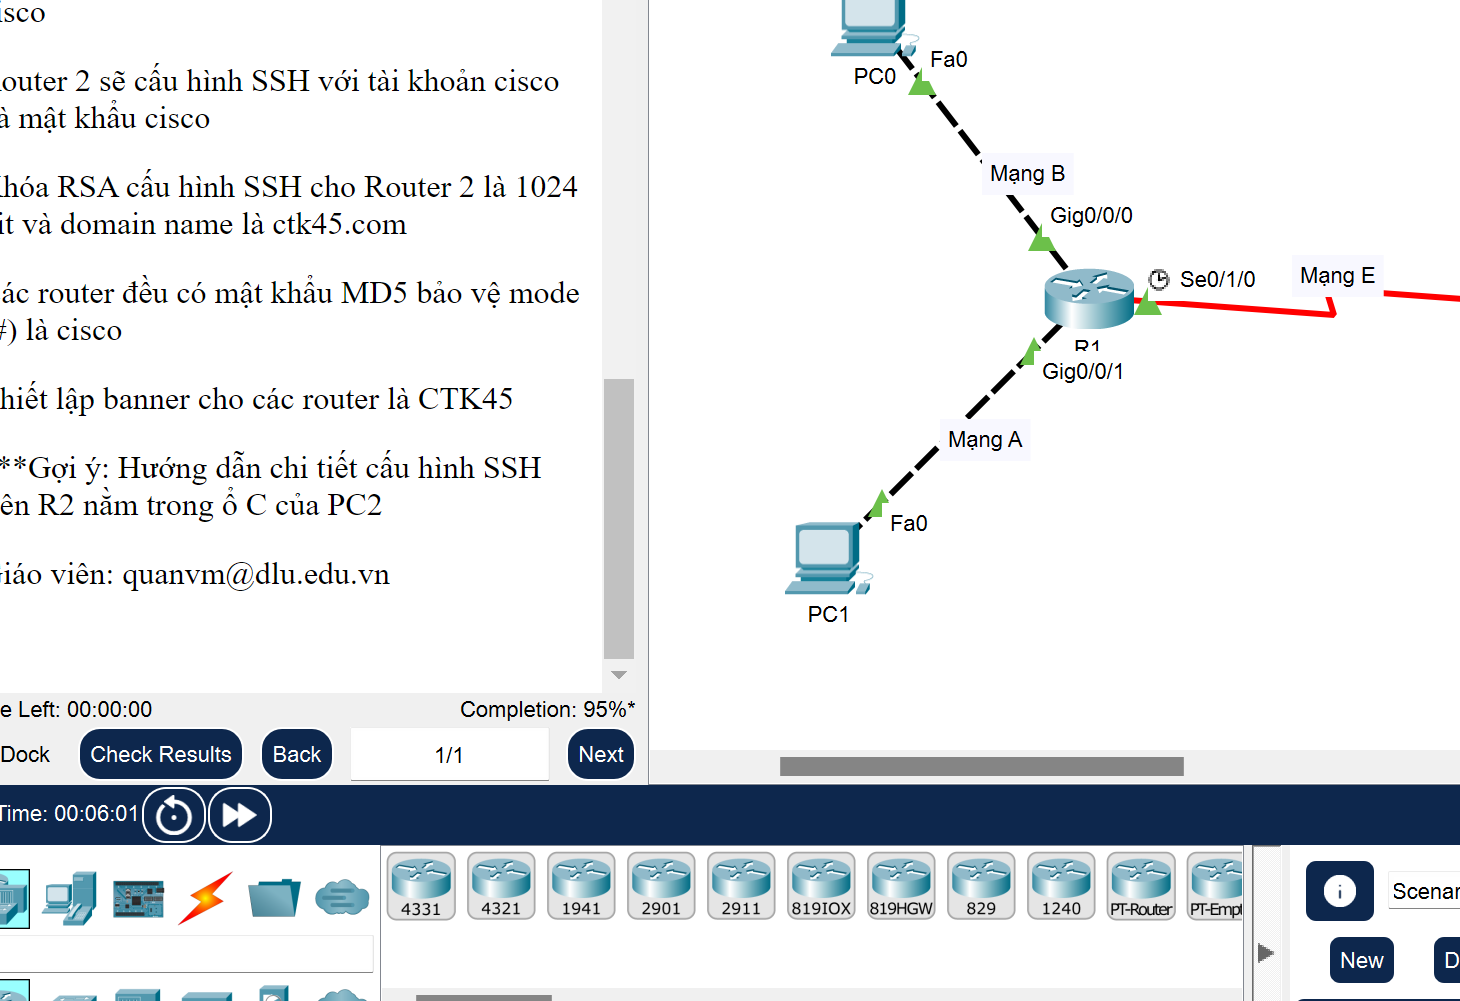 isco
outer 2 sẽ cấu hình SSH với tài khoản cisco
à mật khẩu cisco
hóa RSA cấu hình SSH cho Router 2 là 1024
it và domain name là ctk45.com
ác router đều có mật khẩu MD5 bảo vệ mode
#) là cisco
hiết lập banner cho các router là CTK45
**Gợi ý: Hướng dẫn chi tiết cấu hình SSH
ên R2 nằm trong ổ C của PC2
iáo viên: quanvm@dlu.edu.vn
e Left: 00:00:00
Completion: 95%*
Dock
Check Results
Back
1/1
Next
PC0
Fa0
Mạng B
Gig0/0/0
Se0/1/0
Mạng E
R1
Gig0/0/1
Mạng A
Fa0
PC1
Time: 00:06:01
4331
4321
1941
2901
2911
819IOX
819HGW
829
1240
PT-Router
PT-Empt
Scenar
New
D